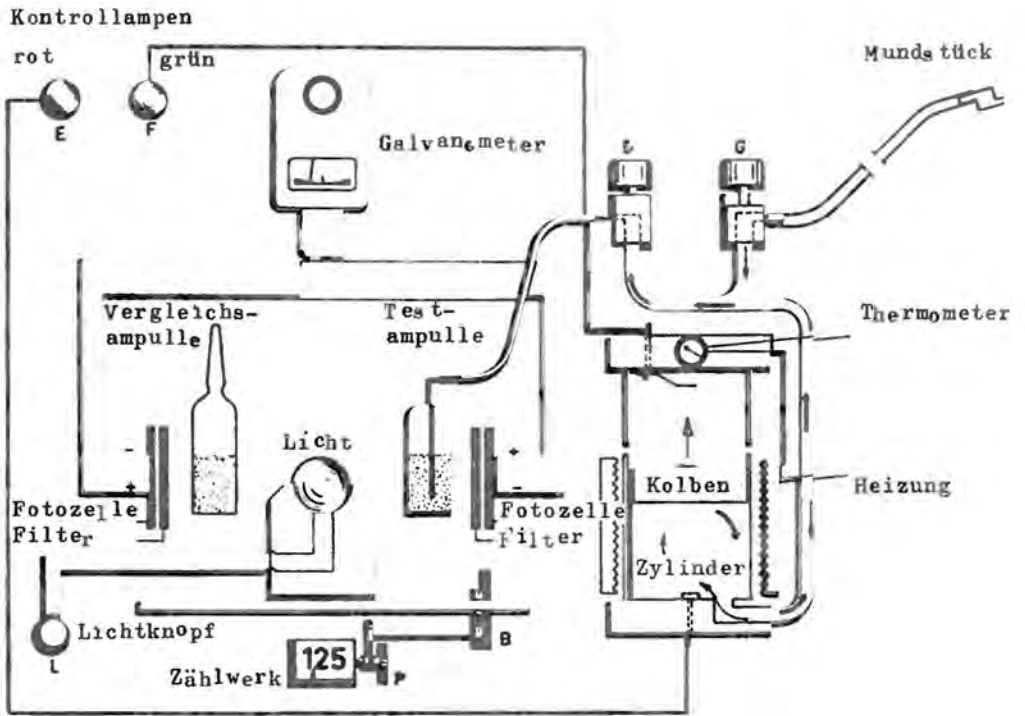 Kontrollampen
rot
grün
Mundstück
E
F
Galvanometer
G
Vergleichs-
ampulle
Test-
ampulle
Thermometer
Licht
-
+
+
-
Kolben
Heizung
Fotozelle
Filter
Fotozelle
Filter
Zylinder
Lichtknopf
L
B
125
Zählwerk
P